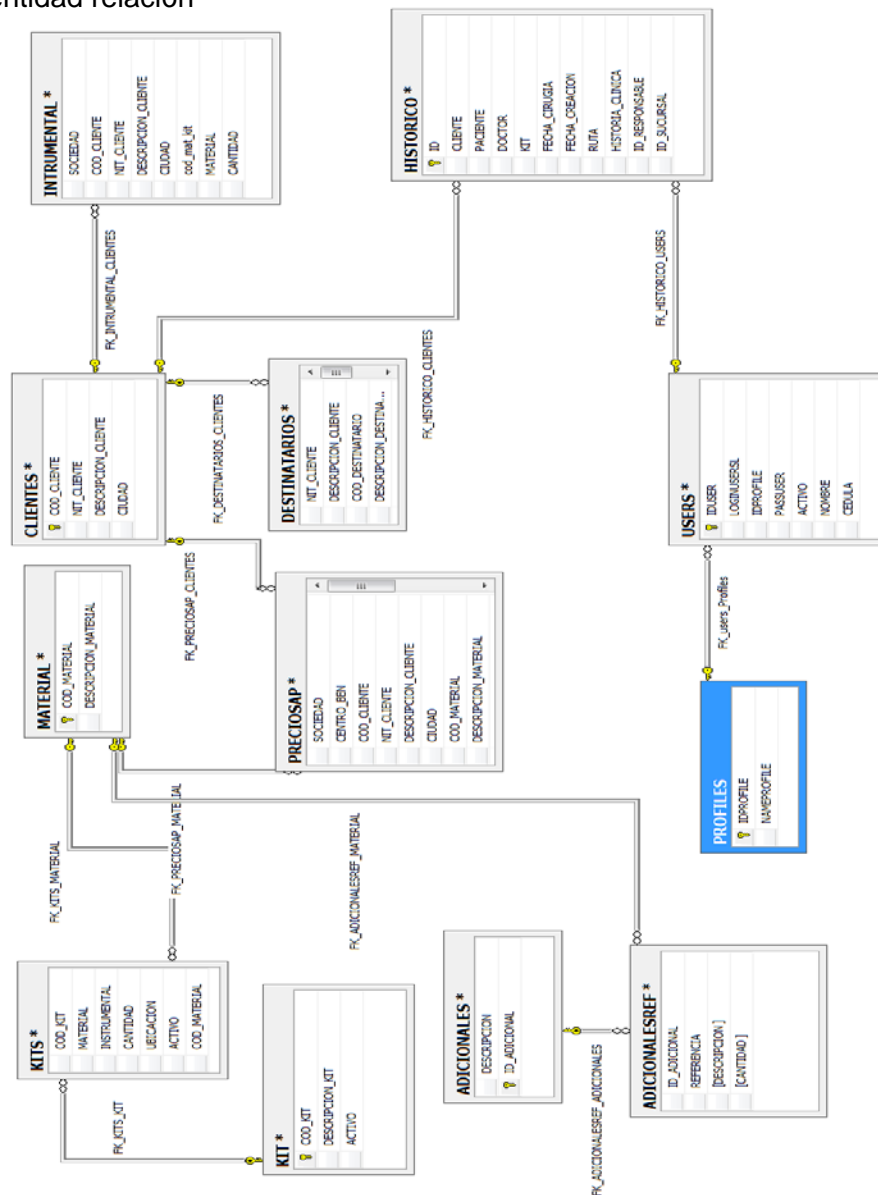 entidad relación
INTRUMENTAL *
SOCIEDAD
COD_CLIENTE
NIT_CLIENTE
DESCRIPCION_CLIENTE
CIUDAD
cod_mat_kit
MATERIAL
CANTIDAD
HISTORICO *
ID
CLIENTE
PACIENTE
DOCTOR
KIT
FECHA_CIRUGIA
FECHA_CREACION
RUTA
HISTORIA_CLINICA
ID_RESPONSABLE
ID_SUCURSAL
FK_INTRUMENTAL_CLIENTES
FK_HISTORICO_CLIENTES
FK_HISTORICO_USERS
CLIENTES *
COD_CLIENTE
NIT_CLIENTE
DESCRIPCION_CLIENTE
CIUDAD
FK_DESTINATARIOS_CLIENTES
DESTINATARIOS *
NIT_CLIENTE
DESCRIPCION_CLIENTE
COD_DESTINATARIO
DESCRIPCION_DESTINA...
USERS *
IDUSER
LOGINUSERSL
IDPROFILE
PASSUSER
ACTIVO
NOMBRE
CEDULA
MATERIAL *
COD_MATERIAL
DESCRIPCION_MATERIAL
FK_PRECIOSAP_CLIENTES
PRECIOSAP *
SOCIEDAD
CENTRO_BEN
COD_CLIENTE
NIT_CLIENTE
DESCRIPCION_CLIENTE
CIUDAD
COD_MATERIAL
DESCRIPCION_MATERIAL
FK_users_Profiles
PROFILES
IDPROFILE
NAMEPROFILE
FK_KITS_MATERIAL
FK_PRECIOSAP_MATERIAL
FK_ADICIONALESREF_MATERIAL
KITS *
COD_KIT
MATERIAL
INSTRUMENTAL
CANTIDAD
UBICACION
ACTIVO
COD_MATERIAL
FK_KITS_KIT
KIT *
COD_KIT
DESCRIPCION_KIT
ACTIVO
ADICIONALES *
DESCRIPCION
ID_ADICIONAL
FK_ADICIONALESREF_ADICIONALES
ADICIONALESREF *
ID_ADICIONAL
REFERENCIA
[DESCRIPCION ]
[CANTIDAD ]